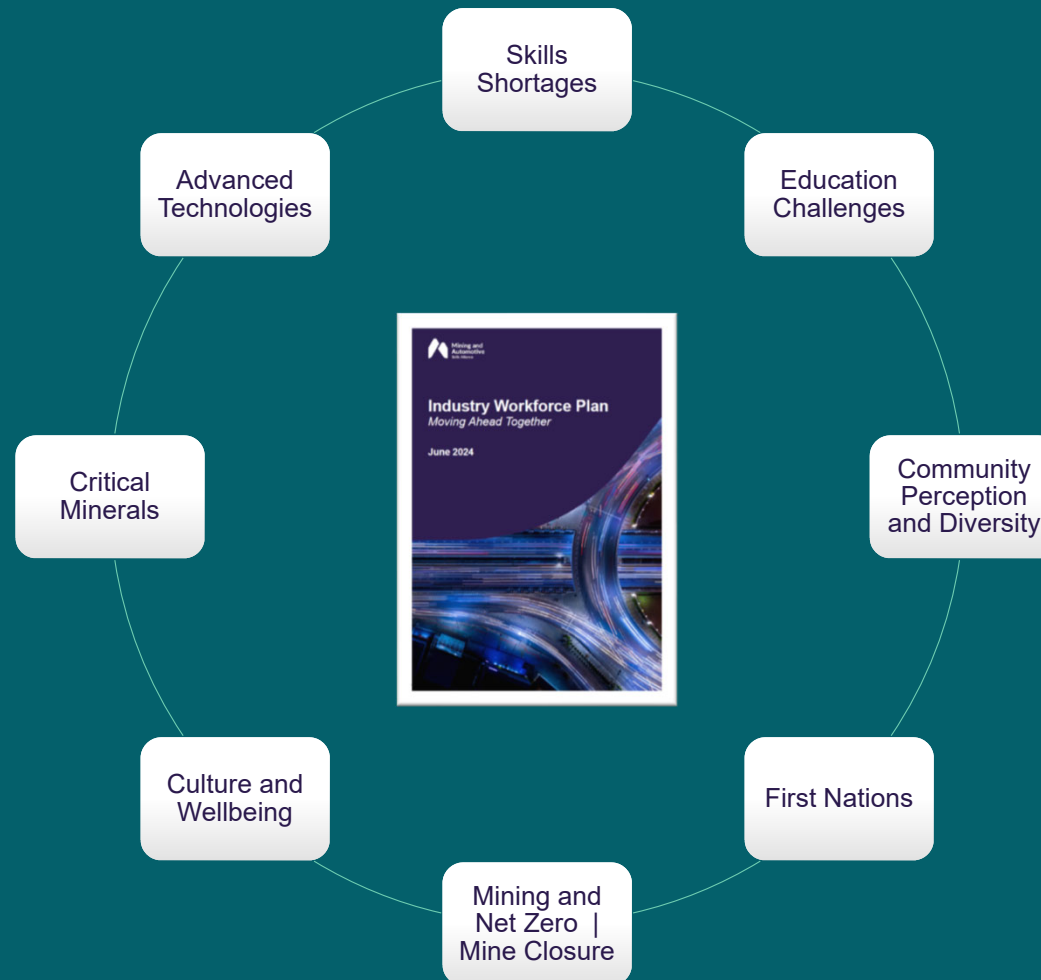 Skills
Shortages
Education
Challenges
Community
Perception
and Diversity
First Nations
Mining and
Net Zero |
Mine Closure
Culture and
Wellbeing
Critical
Minerals
Advanced
Technologies
Mining and
Automotive
Skills Alliance
Industry Workforce Plan
Moving Ahead Together
June 2024